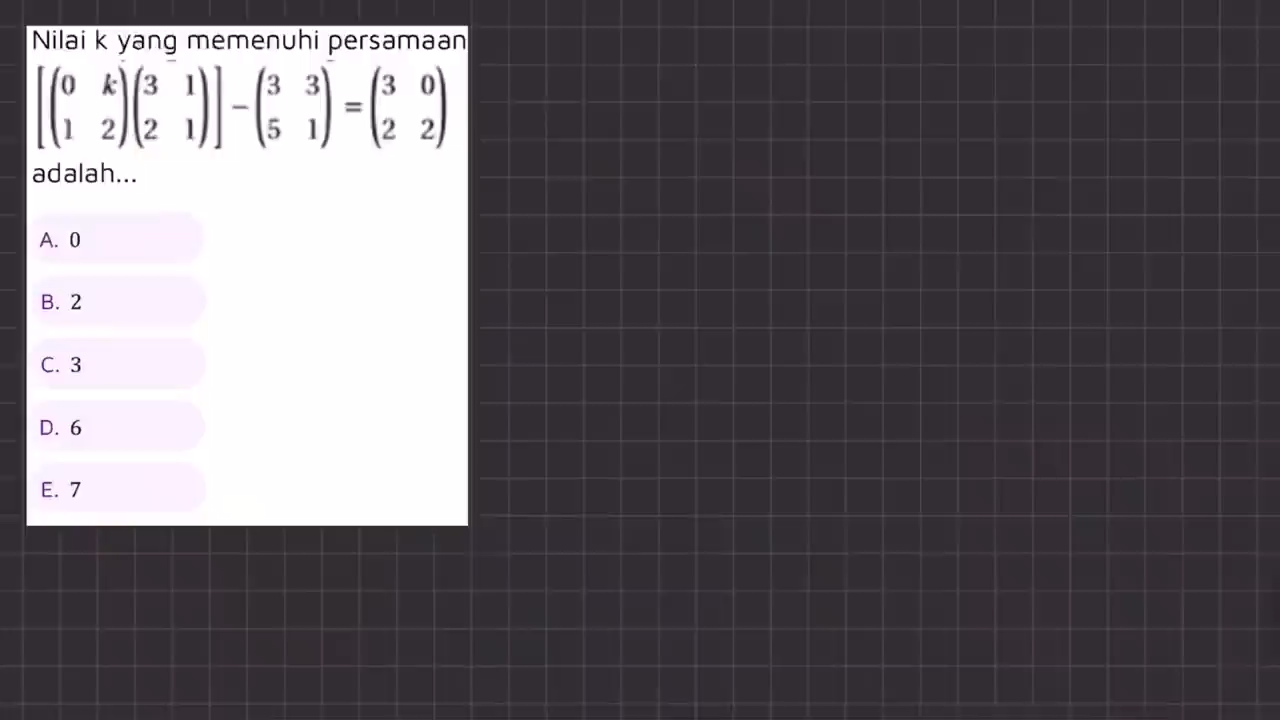 Nilai k yang memenuhi persamaan
[(0 k
1 2)(3 1
2 1)] − (3 3
5 1) = (3 0
2 2)
adalah...
A. 0
B. 2
C. 3
D. 6
E. 7